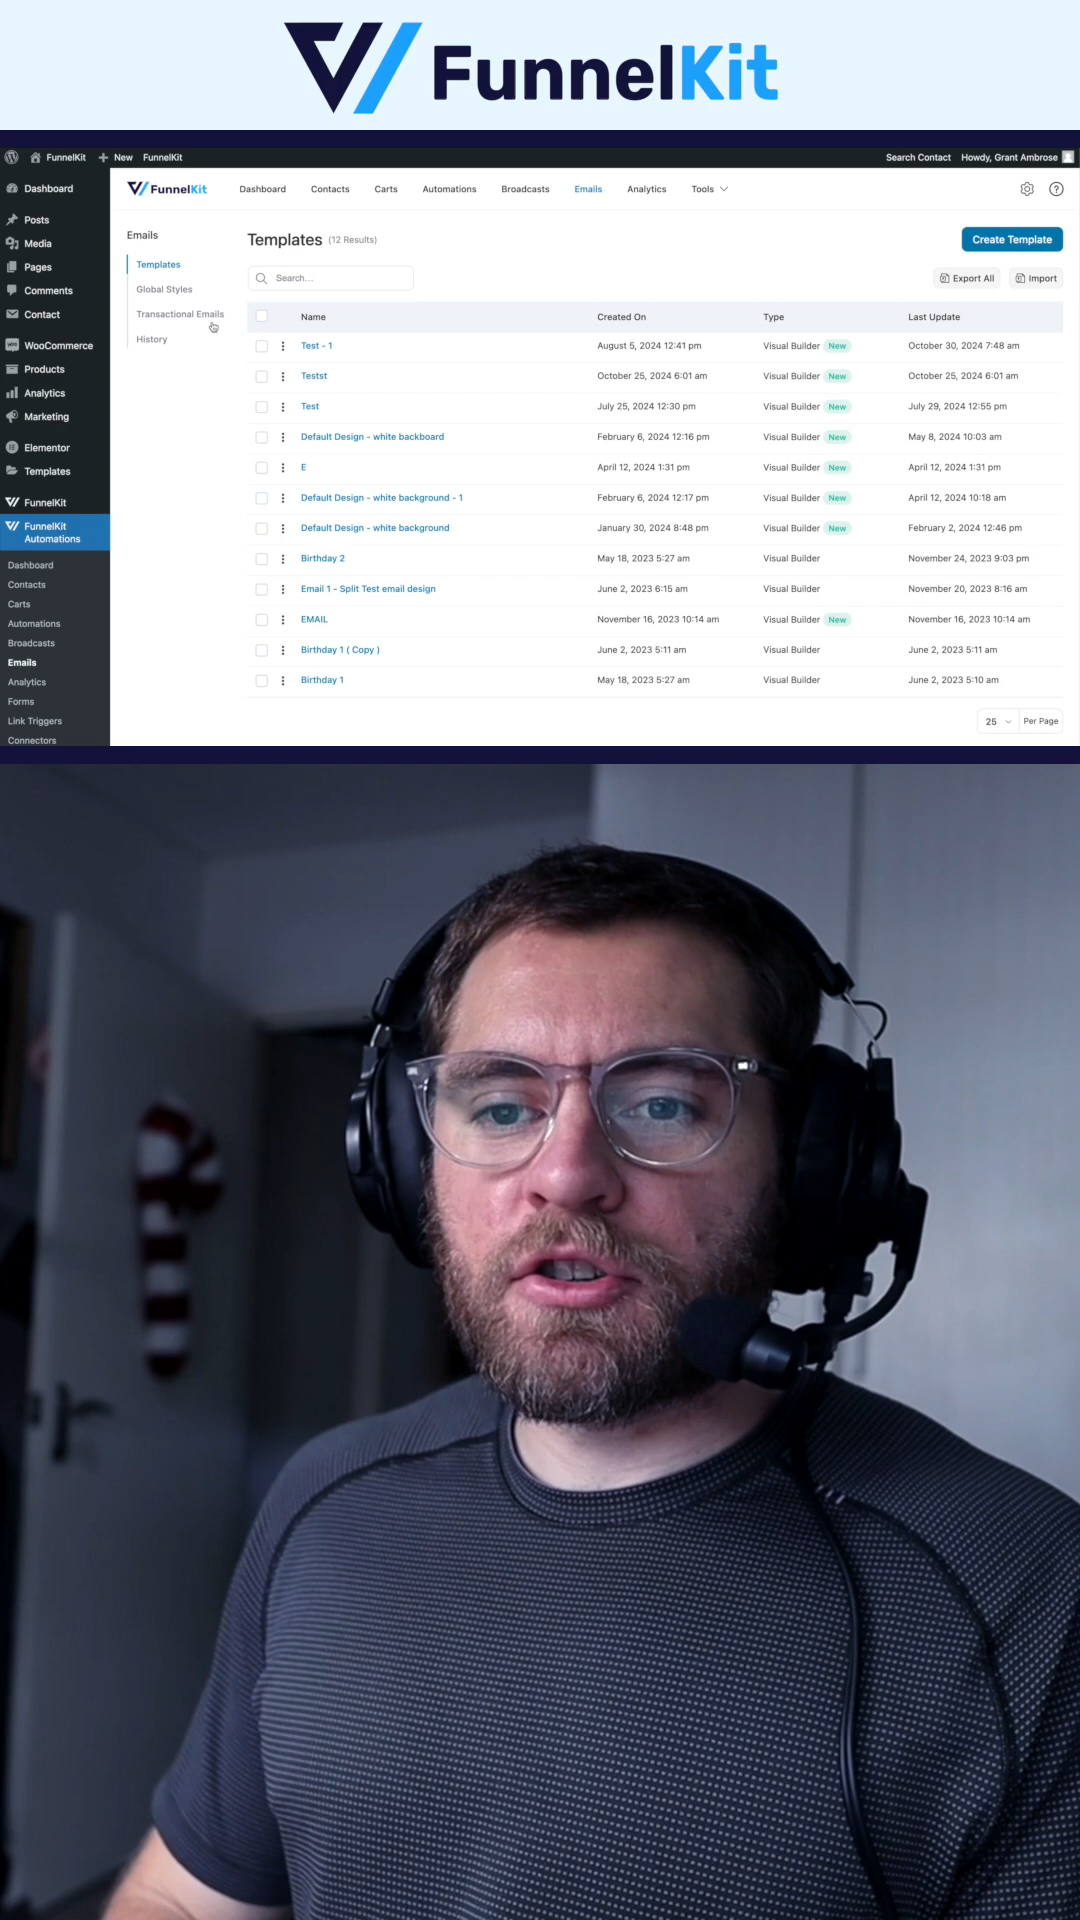 FunnelKit
FunnelKit New FunnelKit Search Contact Howdy, Grant Ambrose
Dashboard
Posts
Media
Pages
Comments
Contact
WooCommerce
Products
Analytics
Marketing
Elementor
Templates
FunnelKit
FunnelKit
Automations
Dashboard
Contacts
Carts
Automations
Broadcasts
Emails
Analytics
Forms
Link Triggers
Connectors
FunnelKit Dashboard Contacts Carts Automations Broadcasts Emails Analytics Tools
Emails
Templates
Global Styles
Transactional Emails
History
Templates (12 Results) Create Template
Search... Export All Import
Name Created On Type Last Update
Test - 1 August 5, 2024 12:41 pm Visual Builder New October 30, 2024 7:48 am
Testst October 25, 2024 6:01 am Visual Builder New October 25, 2024 6:01 am
Test July 25, 2024 12:30 pm Visual Builder New July 29, 2024 12:55 pm
Default Design - white backboard February 6, 2024 12:16 pm Visual Builder New May 8, 2024 10:03 am
E April 12, 2024 1:31 pm Visual Builder New April 12, 2024 1:31 pm
Default Design - white background - 1 February 6, 2024 12:17 pm Visual Builder New April 12, 2024 10:18 am
Default Design - white background January 30, 2024 8:48 pm Visual Builder New February 2, 2024 12:46 pm
Birthday 2 May 18, 2023 5:27 am Visual Builder November 24, 2023 9:03 pm
Email 1 - Split Test email design June 2, 2023 6:15 am Visual Builder November 20, 2023 8:16 am
EMAIL November 16, 2023 10:14 am Visual Builder New November 16, 2023 10:14 am
Birthday 1 ( Copy ) June 2, 2023 5:11 am Visual Builder June 2, 2023 5:11 am
Birthday 1 May 18, 2023 5:27 am Visual Builder June 2, 2023 5:10 am
25 Per Page